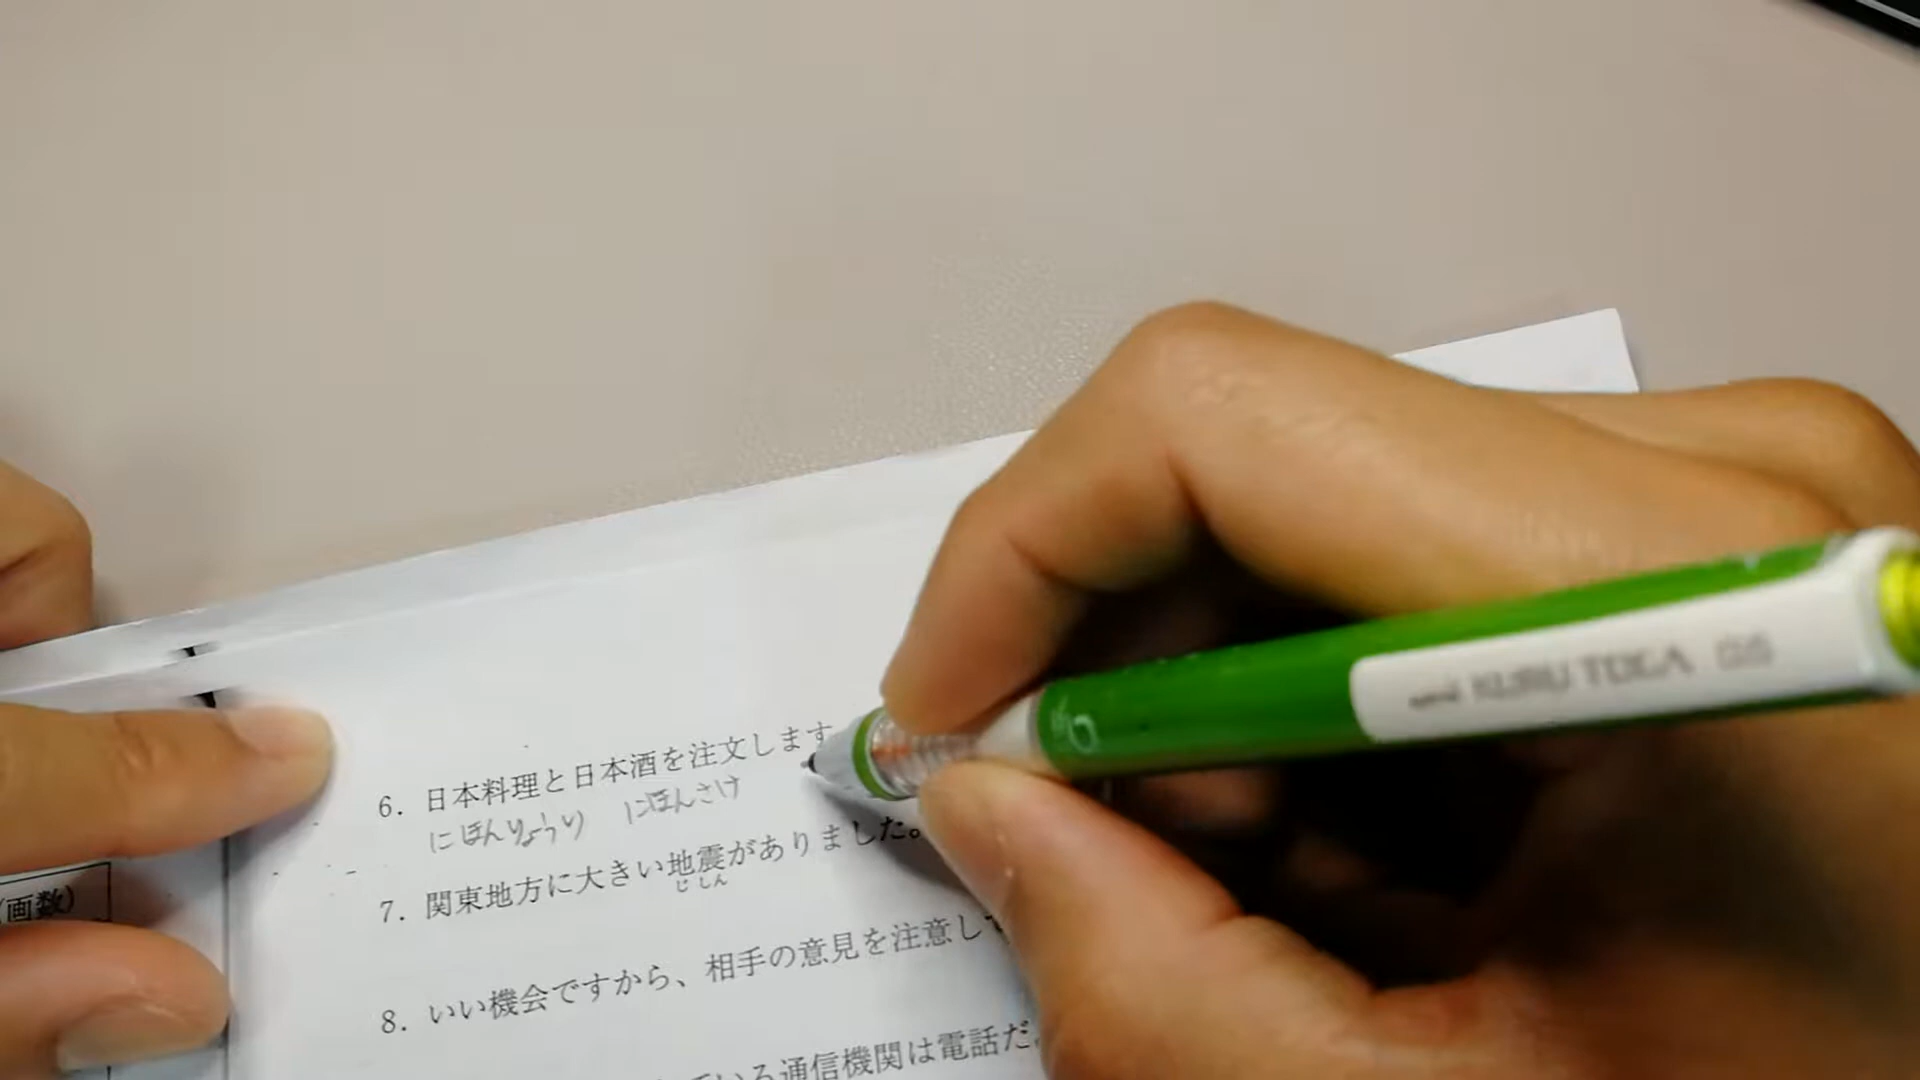 6. 日本料理と日本酒を注文します
にほんりょうり にほんさけ
7. 関東地方に大きい地震がありました。
じしん
8. いい機会ですから、相手の意見を注意し
通信機関は電話だ
(画数)
uni KURU TOGA 0.5